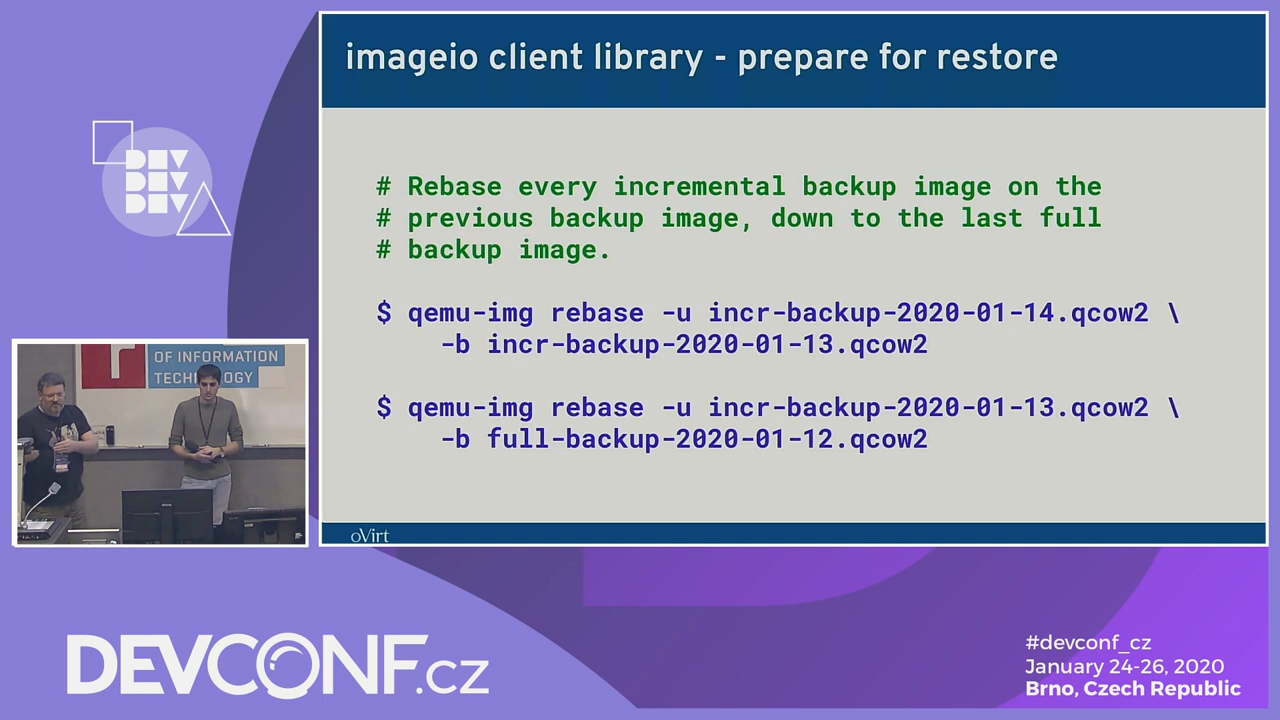 imageio client library - prepare for restore
# Rebase every incremental backup image on the
# previous backup image, down to the last full
# backup image.
$ qemu-img rebase -u incr-backup-2020-01-14.qcow2 \
-b incr-backup-2020-01-13.qcow2
$ qemu-img rebase -u incr-backup-2020-01-13.qcow2 \
-b full-backup-2020-01-12.qcow2
oVirt
DEV
DEV
DEV
OF INFORMATION
TECHNOLOGY
DEVCONF.CZ
#devconf_cz
January 24-26, 2020
Brno, Czech Republic